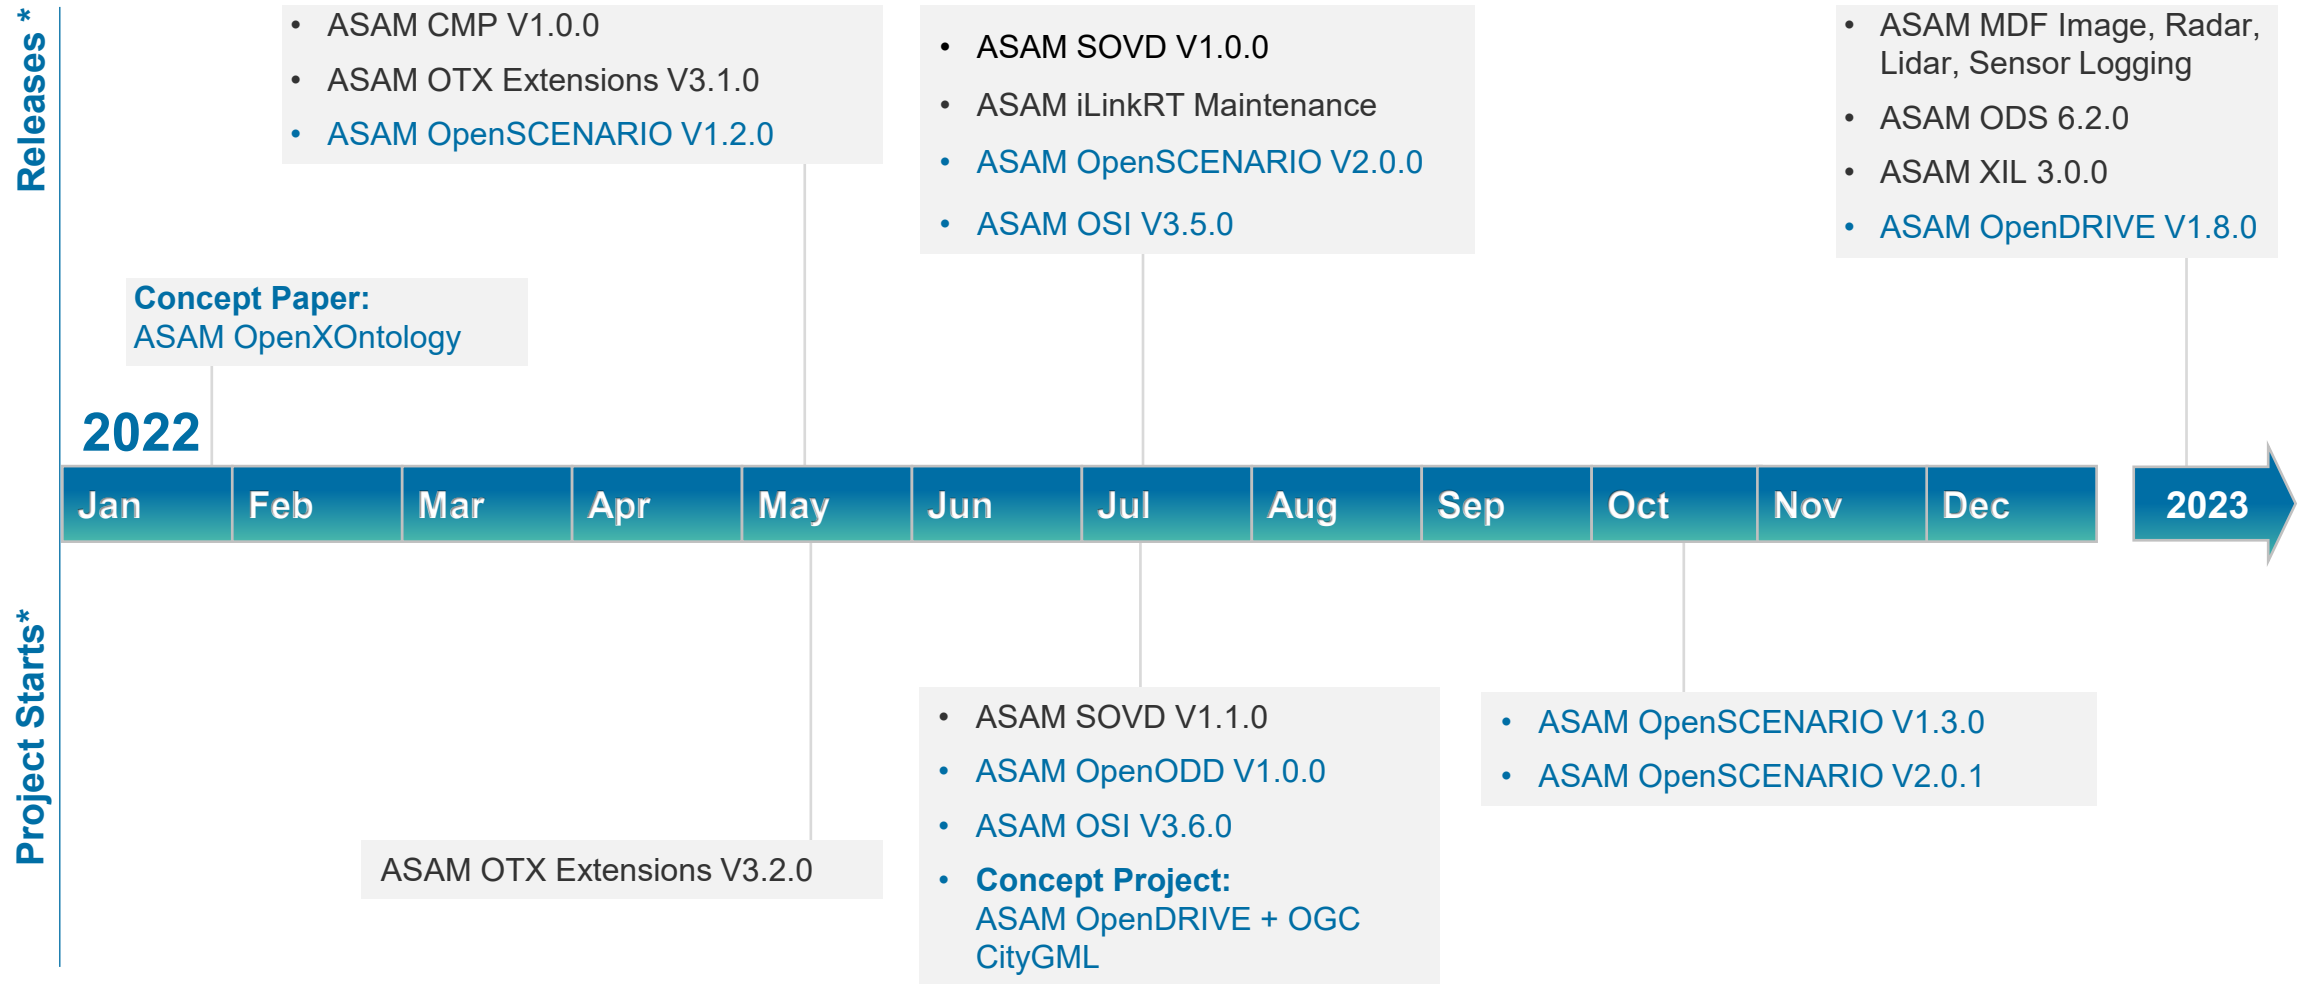 Releases *
• ASAM CMP V1.0.0
• ASAM OTX Extensions V3.1.0
• ASAM OpenSCENARIO V1.2.0
• ASAM SOVD V1.0.0
• ASAM iLinkRT Maintenance
• ASAM OpenSCENARIO V2.0.0
• ASAM OSI V3.5.0
• ASAM MDF Image, Radar,
Lidar, Sensor Logging
• ASAM ODS 6.2.0
• ASAM XIL 3.0.0
• ASAM OpenDRIVE V1.8.0
Concept Paper:
ASAM OpenXOntology
2022
Jan Feb Mar Apr May Jun Jul Aug Sep Oct Nov Dec 2023
Project Starts*
ASAM OTX Extensions V3.2.0
• ASAM SOVD V1.1.0
• ASAM OpenODD V1.0.0
• ASAM OSI V3.6.0
• Concept Project:
ASAM OpenDRIVE + OGC
CityGML
• ASAM OpenSCENARIO V1.3.0
• ASAM OpenSCENARIO V2.0.1